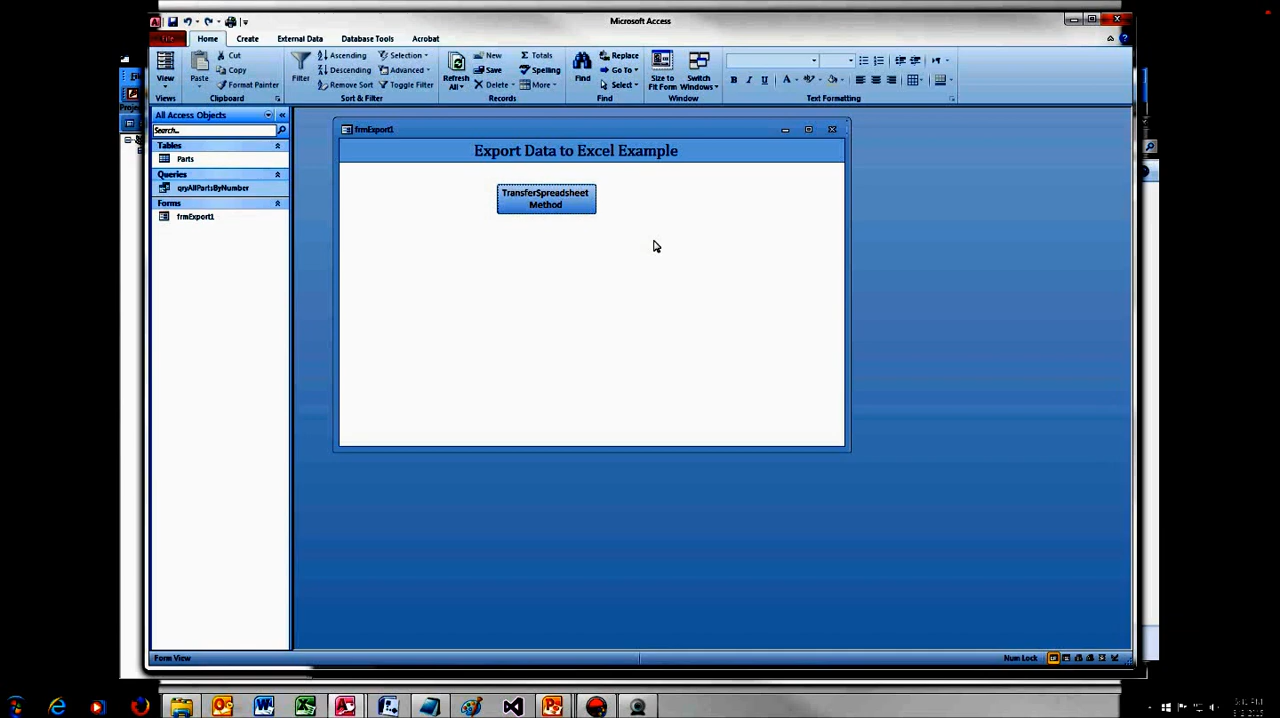 Microsoft Access
File Home Create External Data Database Tools Acrobat
View
Views
Paste
Cut
Copy
Format Painter
Clipboard
Filter
Ascending
Descending
Remove Sort
Selection
Advanced
Toggle Filter
Sort & Filter
Refresh
All
New
Save
Delete
Totals
Spelling
More
Records
Find
Replace
Go To
Select
Find
Size to
Fit Form
Switch
Windows
Window
B I U A
Text Formatting
All Access Objects
Search...
Tables
Parts
Queries
qryAllPartsByNumber
Forms
frmExport1
frmExport1
Export Data to Excel Example
TransferSpreadsheet
Method
Form View
Num Lock